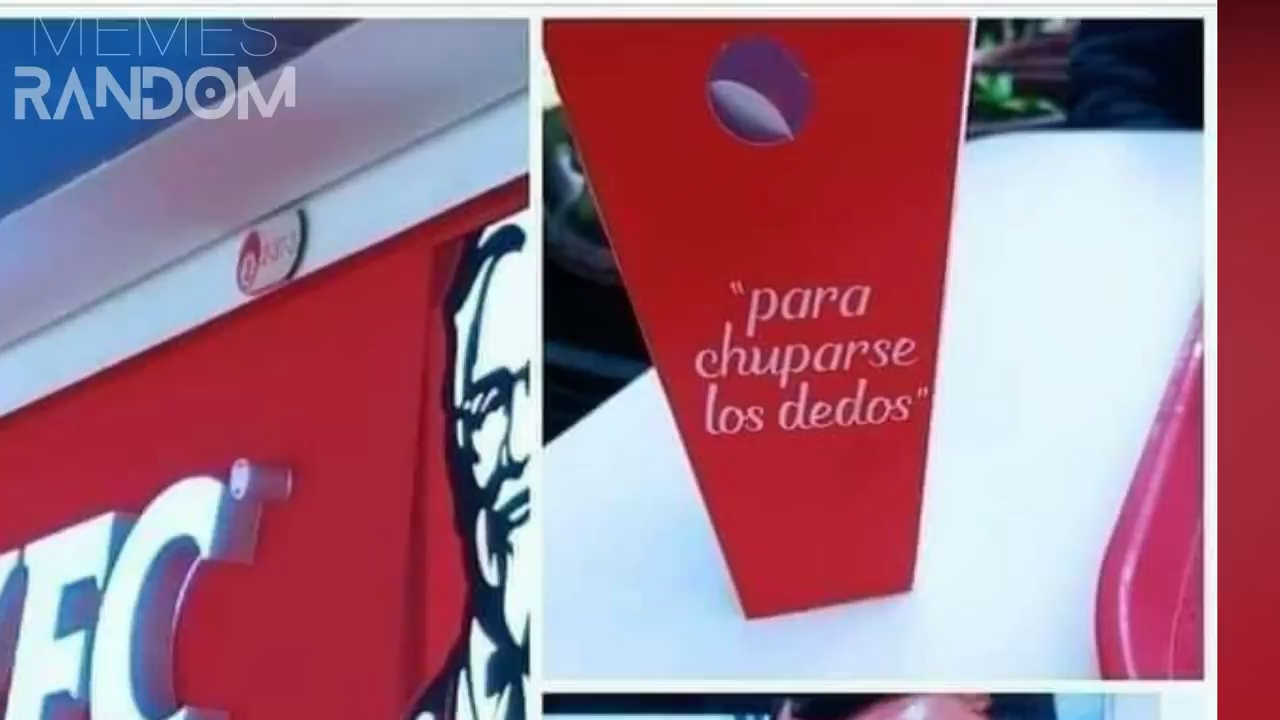 MEMES
RANDOM
KFC
"para
chuparse
los dedos"